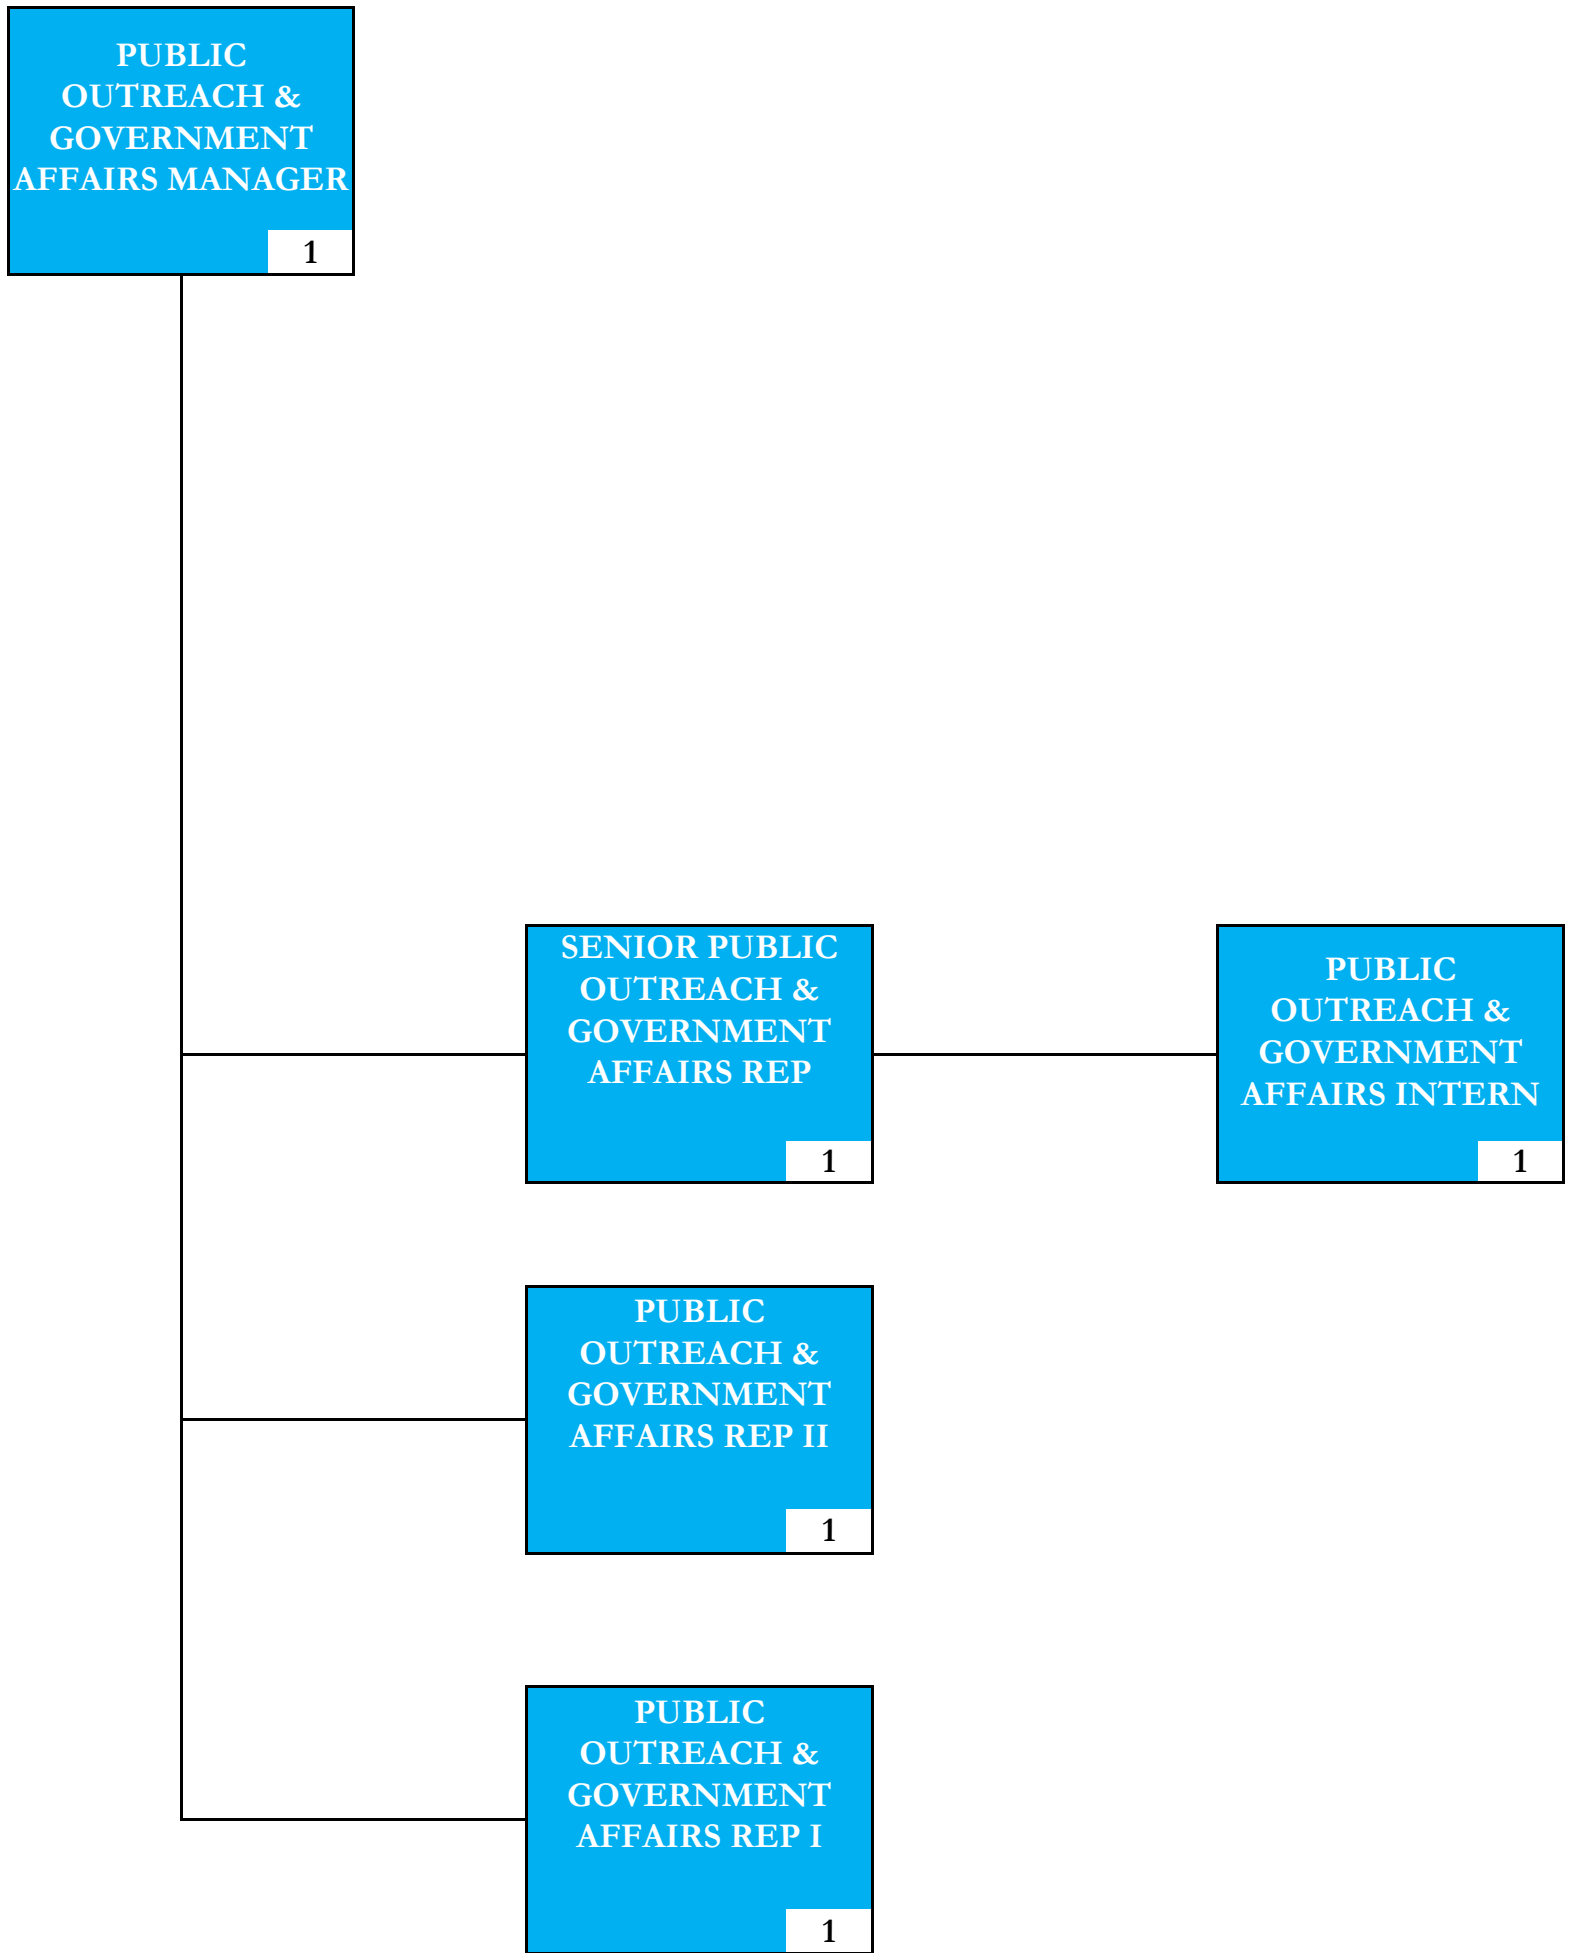 PUBLIC
OUTREACH &
GOVERNMENT
AFFAIRS MANAGER
1
SENIOR PUBLIC
OUTREACH &
GOVERNMENT
AFFAIRS REP
1
PUBLIC
OUTREACH &
GOVERNMENT
AFFAIRS INTERN
1
PUBLIC
OUTREACH &
GOVERNMENT
AFFAIRS REP II
1
PUBLIC
OUTREACH &
GOVERNMENT
AFFAIRS REP I
1